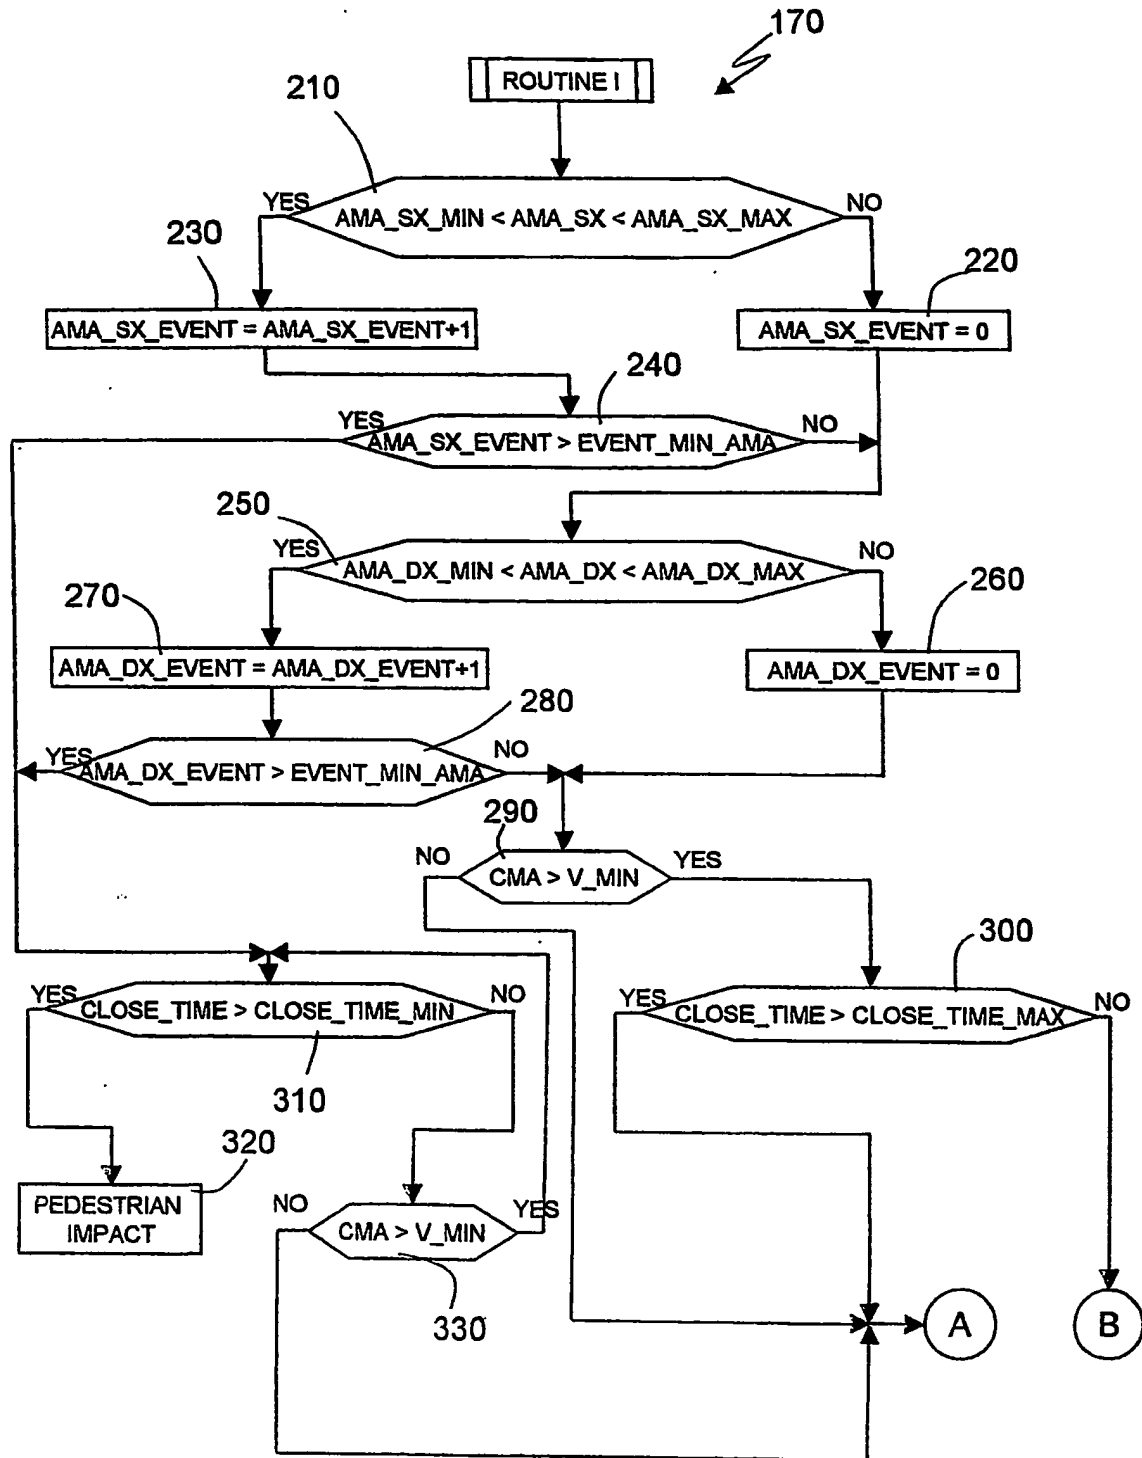 170
ROUTINE I
210
YES
AMA_SX_MIN < AMA_SX < AMA_SX_MAX
NO
230
220
AMA_SX_EVENT = AMA_SX_EVENT+1
AMA_SX_EVENT = 0
240
YES
AMA_SX_EVENT > EVENT_MIN_AMA
NO
250
YES
AMA_DX_MIN < AMA_DX < AMA_DX_MAX
NO
270
260
AMA_DX_EVENT = AMA_DX_EVENT+1
AMA_DX_EVENT = 0
280
YES
AMA_DX_EVENT > EVENT_MIN_AMA
NO
290
NO
CMA > V_MIN
YES
300
YES
CLOSE_TIME > CLOSE_TIME_MIN
NO
YES
CLOSE_TIME > CLOSE_TIME_MAX
NO
310
320
PEDESTRIAN
IMPACT
NO
CMA > V_MIN
YES
330
A
B